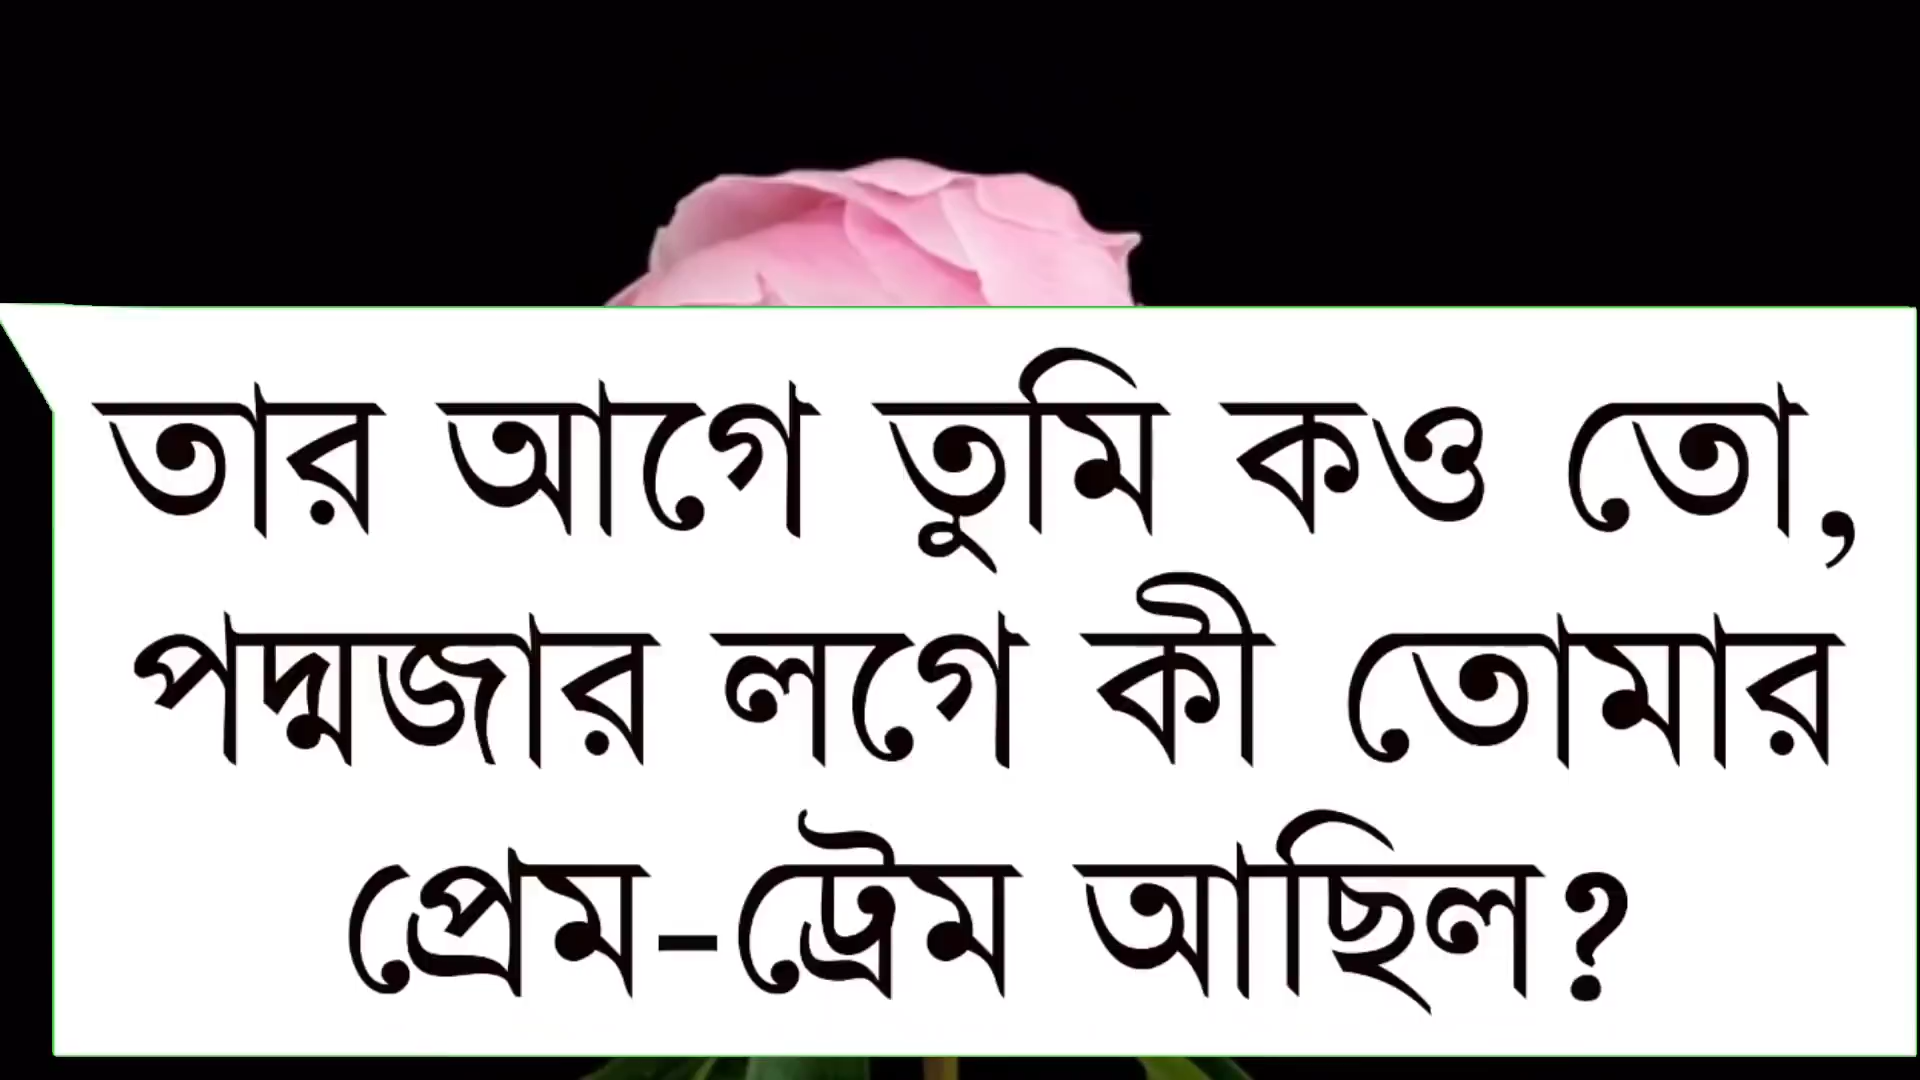 তার আগে তুমি কও তো,
পদ্মজার লগে কী তোমার
প্রেম-ট্রেম আছিল?